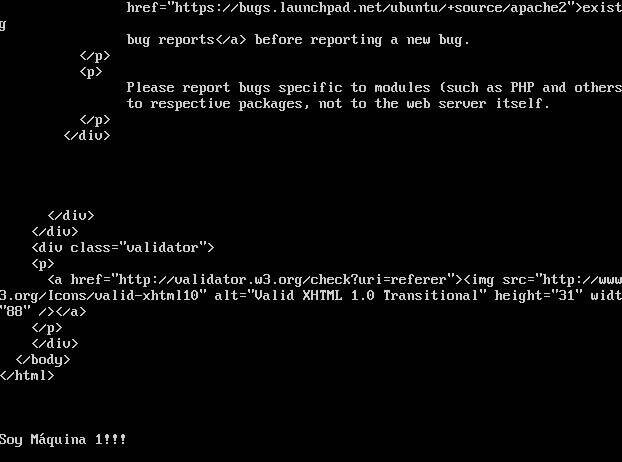 href="https://bugs.launchpad.net/ubuntu/+source/apache2">exist
g
bug reports</a> before reporting a new bug.
</p>
<p>
Please report bugs specific to modules (such as PHP and others
to respective packages, not to the web server itself.
</p>
</div>
</div>
</div>
<div class="validator">
<p>
<a href="http://validator.w3.org/check?uri=referer"><img src="http://www
3.org/Icons/valid-xhtml10" alt="Valid XHTML 1.0 Transitional" height="31" widt
"88" /></a>
</p>
</div>
</body>
</html>
Soy Máquina 1!!!